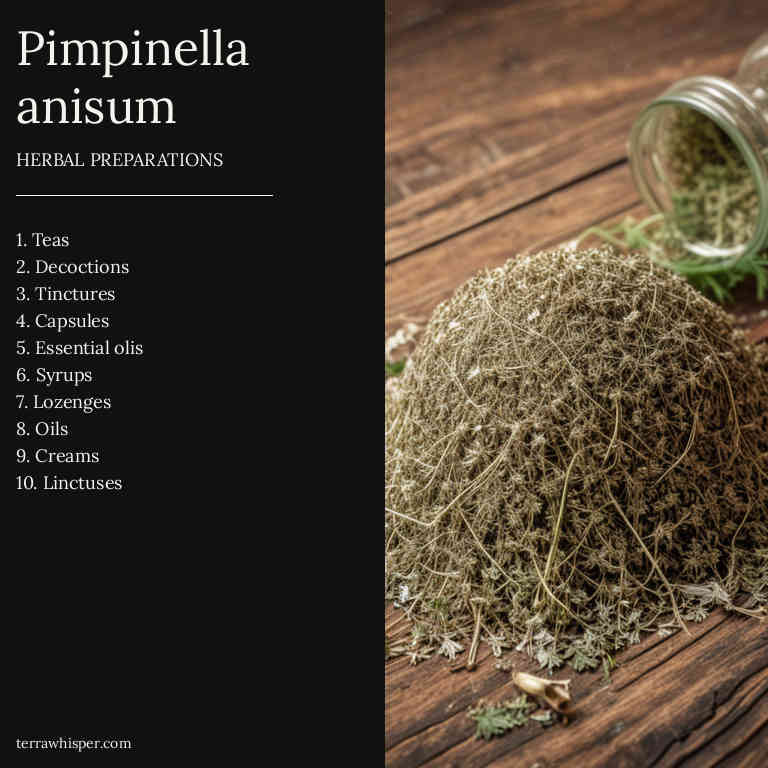 Pimpinella
anisum
HERBAL PREPARATIONS
1. Teas
2. Decoctions
3. Tinctures
4. Capsules
5. Essential olis
6. Syrups
7. Lozenges
8. Oils
9. Creams
10. Linctuses
terrawhisper.com